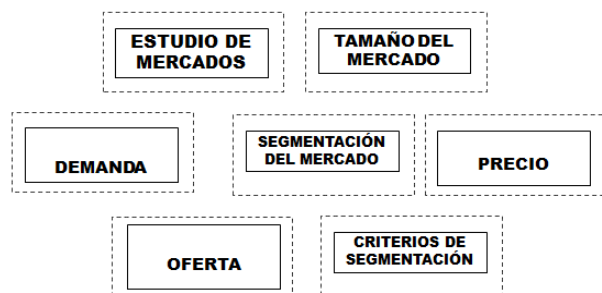 ESTUDIO DE
MERCADOS
TAMAÑO DEL
MERCADO
DEMANDA
SEGMENTACIÓN
DEL MERCADO
PRECIO
OFERTA
CRITERIOS DE
SEGMENTACIÓN